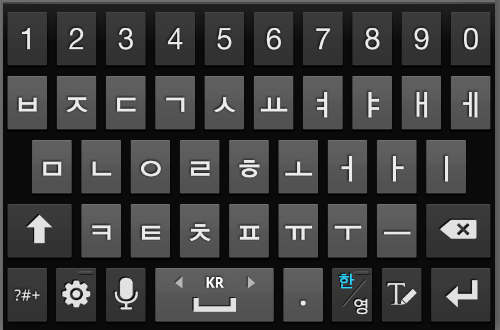 1 2 3 4 5 6 7 8 9 0
ㅂ ㅈ ㄷ ㄱ ㅅ ㅛ ㅕ ㅑ ㅐ ㅔ
ㅁ ㄴ ㅇ ㄹ ㅎ ㅗ ㅓ ㅏ ㅣ
ㅋ ㅌ ㅊ ㅍ ㅠ ㅜ ㅡ
?#+ KR . 한/영 T